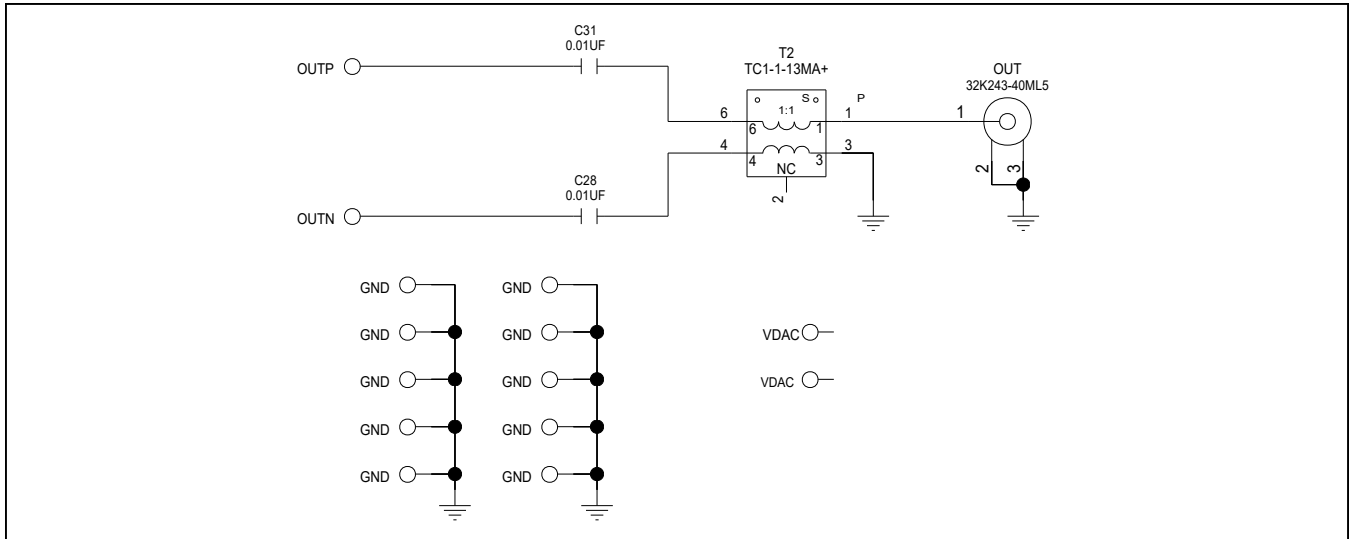 C31
0.01UF
OUTP
T2
TC1-1-13MA+
OUT
32K243-40ML5
S
P
1:1
6
6
1
1
1
4
4
3
3
NC
2
2
3
C28
0.01UF
OUTN
GND
GND
GND
GND
VDAC
GND
GND
VDAC
GND
GND
GND
GND